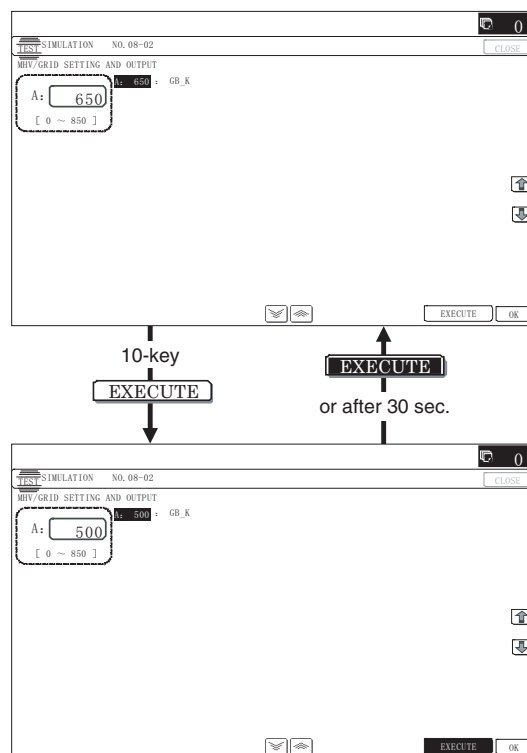 0
TEST SIMULATION NO. 08-02
CLOSE
MHV/GRID SETTING AND OUTPUT
A: 650
[ 0 ~ 850 ]
A: 650 : GB_K
EXECUTE OK
10-key
EXECUTE
EXECUTE
or after 30 sec.
0
TEST SIMULATION NO. 08-02
CLOSE
MHV/GRID SETTING AND OUTPUT
A: 500
[ 0 ~ 850 ]
A: 500 : GB_K
EXECUTE OK